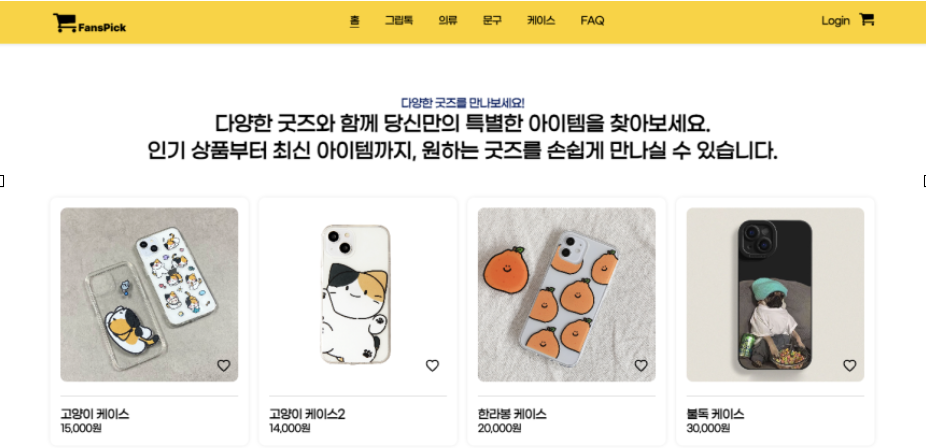 FansPick
홈 그립톡 의류 문구 케이스 FAQ
Login
다양한 굿즈를 만나보세요!
다양한 굿즈와 함께 당신만의 특별한 아이템을 찾아보세요.
인기 상품부터 최신 아이템까지, 원하는 굿즈를 손쉽게 만나실 수 있습니다.
고양이 케이스
15,000원
고양이 케이스2
14,000원
한라봉 케이스
20,000원
불독 케이스
30,000원